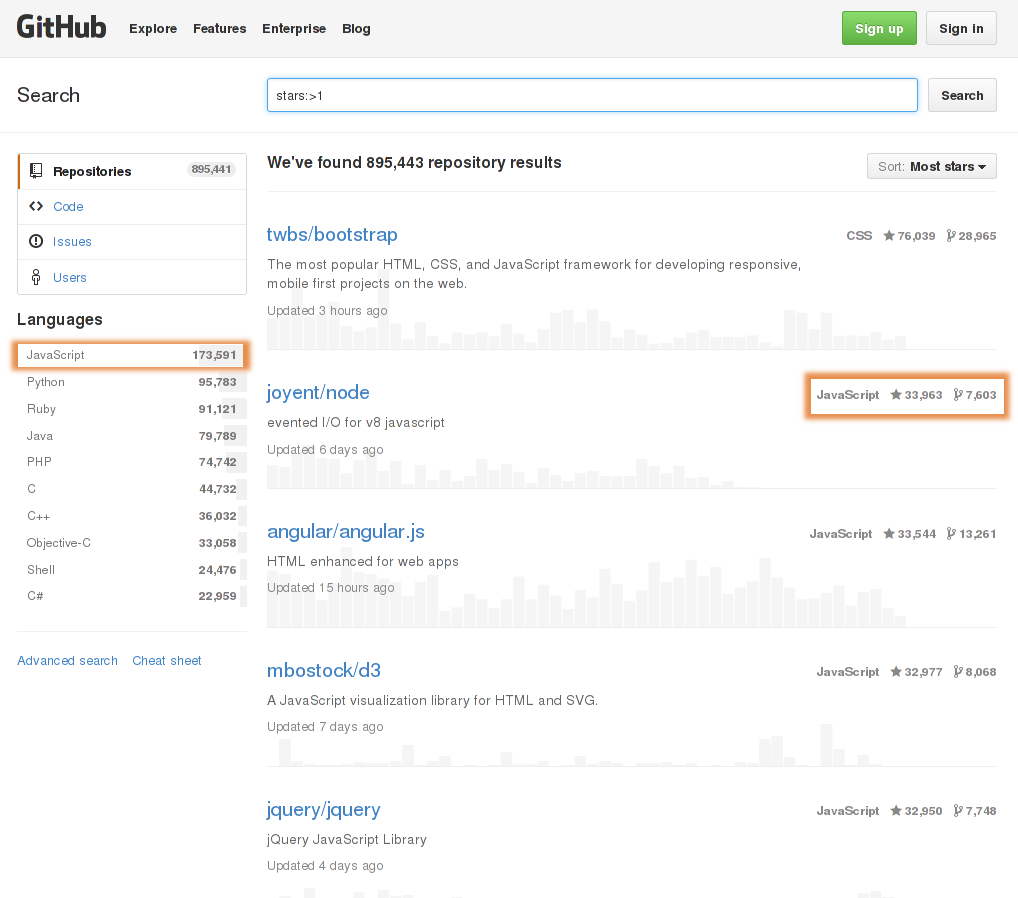 GitHub Explore Features Enterprise Blog Sign up Sign in
Search stars:>1 Search
Repositories 895,441
Code
Issues
Users
Languages
JavaScript 173,591
Python 95,783
Ruby 91,121
Java 79,789
PHP 74,742
C 44,732
C++ 36,032
Objective-C 33,058
Shell 24,476
C# 22,959
Advanced search Cheat sheet
We've found 895,443 repository results Sort: Most stars
twbs/bootstrap CSS 76,039 28,965
The most popular HTML, CSS, and JavaScript framework for developing responsive,
mobile first projects on the web.
Updated 3 hours ago
joyent/node JavaScript 33,963 7,603
evented I/O for v8 javascript
Updated 6 days ago
angular/angular.js JavaScript 33,544 13,261
HTML enhanced for web apps
Updated 15 hours ago
mbostock/d3 JavaScript 32,977 8,068
A JavaScript visualization library for HTML and SVG.
Updated 7 days ago
jquery/jquery JavaScript 32,950 7,748
jQuery JavaScript Library
Updated 4 days ago